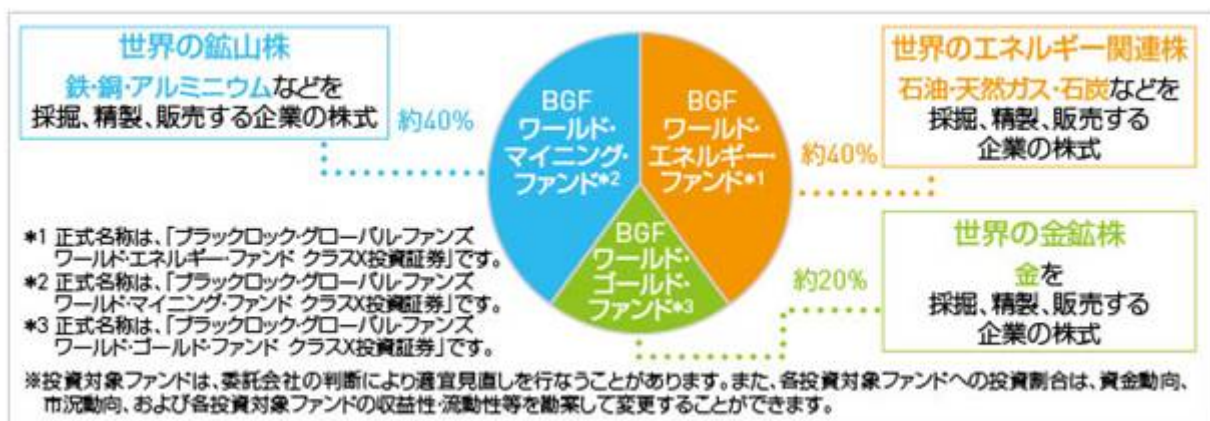 世界の鉱山株
鉄・銅・アルミニウムなどを
採掘、精製、販売する企業の株式
約40%
BGF
ワールド・
マイニング・
ファンド*2
BGF
ワールド・
エネルギー・
ファンド*1
約40%
世界のエネルギー関連株
石油・天然ガス・石炭などを
採掘、精製、販売する
企業の株式
BGF
ワールド・
ゴールド・
ファンド*3
約20%
世界の金鉱株
金を
採掘、精製、販売する
企業の株式
*1 正式名称は、「ブラックロック・グローバル・ファンズ
ワールド・エネルギー・ファンド クラスX投資証券」です。
*2 正式名称は、「ブラックロック・グローバル・ファンズ
ワールド・マイニング・ファンド クラスX投資証券」です。
*3 正式名称は、「ブラックロック・グローバル・ファンズ
ワールド・ゴールド・ファンド クラスX投資証券」です。
※投資対象ファンドは、委託会社の判断により適宜見直しを行なうことがあります。また、各投資対象ファンドへの投資割合は、資金動向、
市況動向、および各投資対象ファンドの収益性・流動性等を勘案して変更することができます。